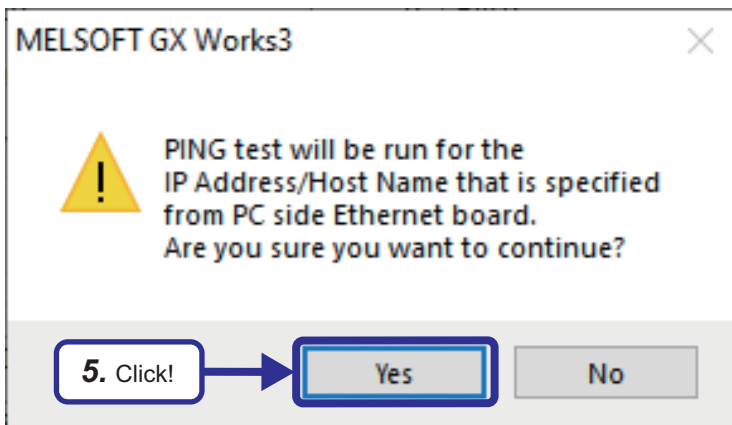 MELSOFT GX Works3
PING test will be run for the
IP Address/Host Name that is specified
from PC side Ethernet board.
Are you sure you want to continue?
5. Click!
Yes
No